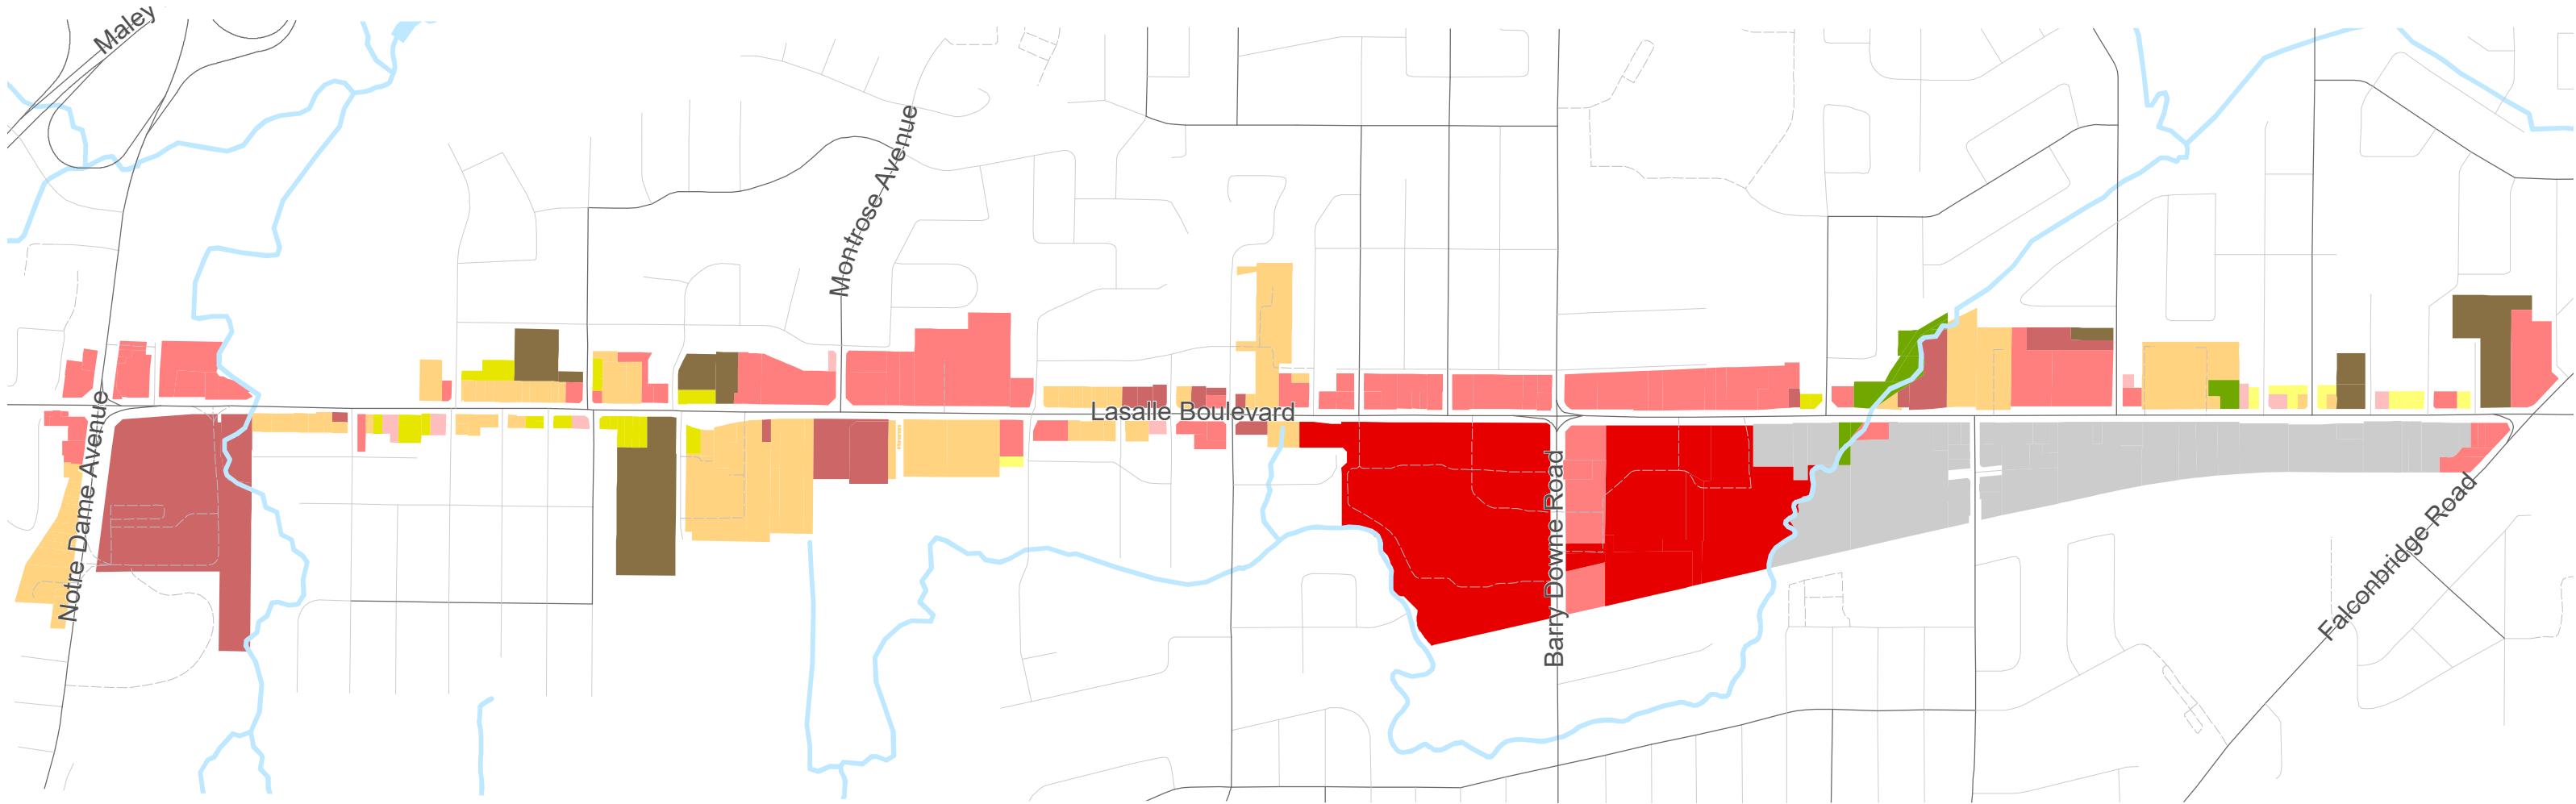 Maley
Montrose Avenue
Lasalle Boulevard
Notre Dame Avenue
Barry Downe Road
Falconbridge Road